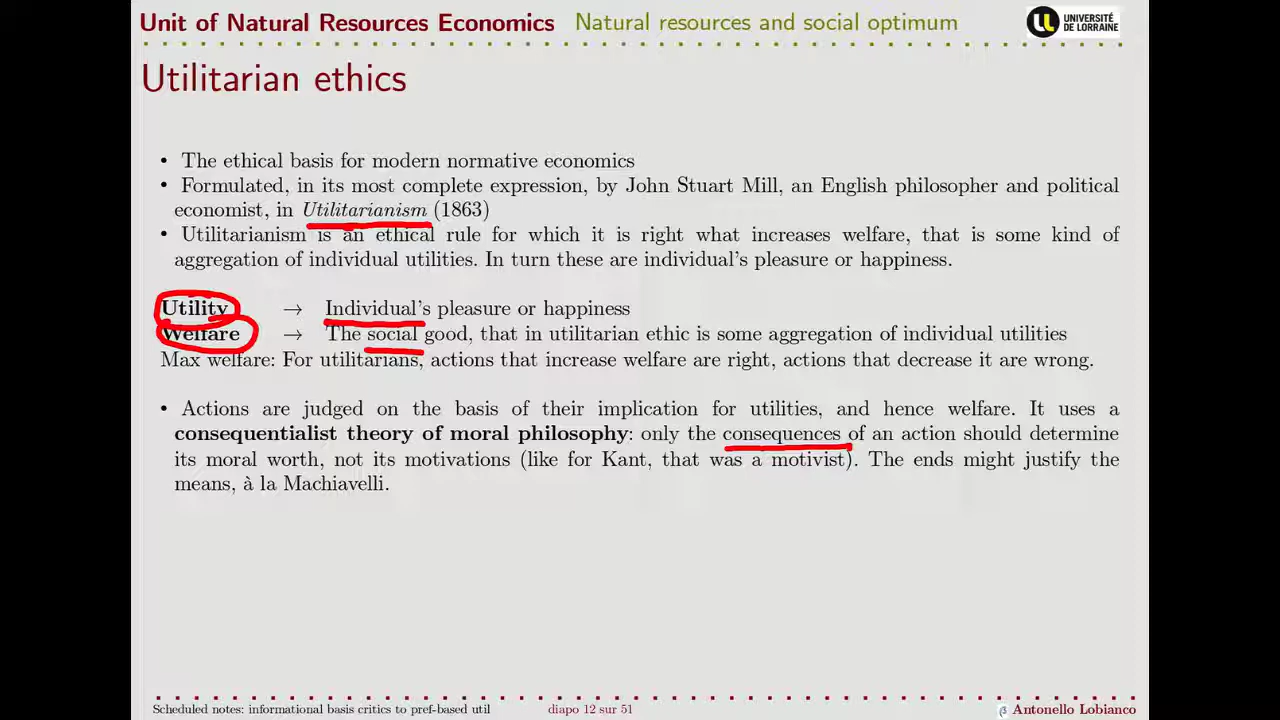 Unit of Natural Resources Economics Natural resources and social optimum
UNIVERSITÉ
DE LORRAINE
Utilitarian ethics
• The ethical basis for modern normative economics
• Formulated, in its most complete expression, by John Stuart Mill, an English philosopher and political
economist, in Utilitarianism (1863)
• Utilitarianism is an ethical rule for which it is right what increases welfare, that is some kind of
aggregation of individual utilities. In turn these are individual's pleasure or happiness.
Utility → Individual's pleasure or happiness
Welfare → The social good, that in utilitarian ethic is some aggregation of individual utilities
Max welfare: For utilitarians, actions that increase welfare are right, actions that decrease it are wrong.
• Actions are judged on the basis of their implication for utilities, and hence welfare. It uses a
consequentialist theory of moral philosophy: only the consequences of an action should determine
its moral worth, not its motivations (like for Kant, that was a motivist). The ends might justify the
means, à la Machiavelli.
Scheduled notes: informational basis critics to pref-based util diapo 12 sur 51 β Antonello Lobianco